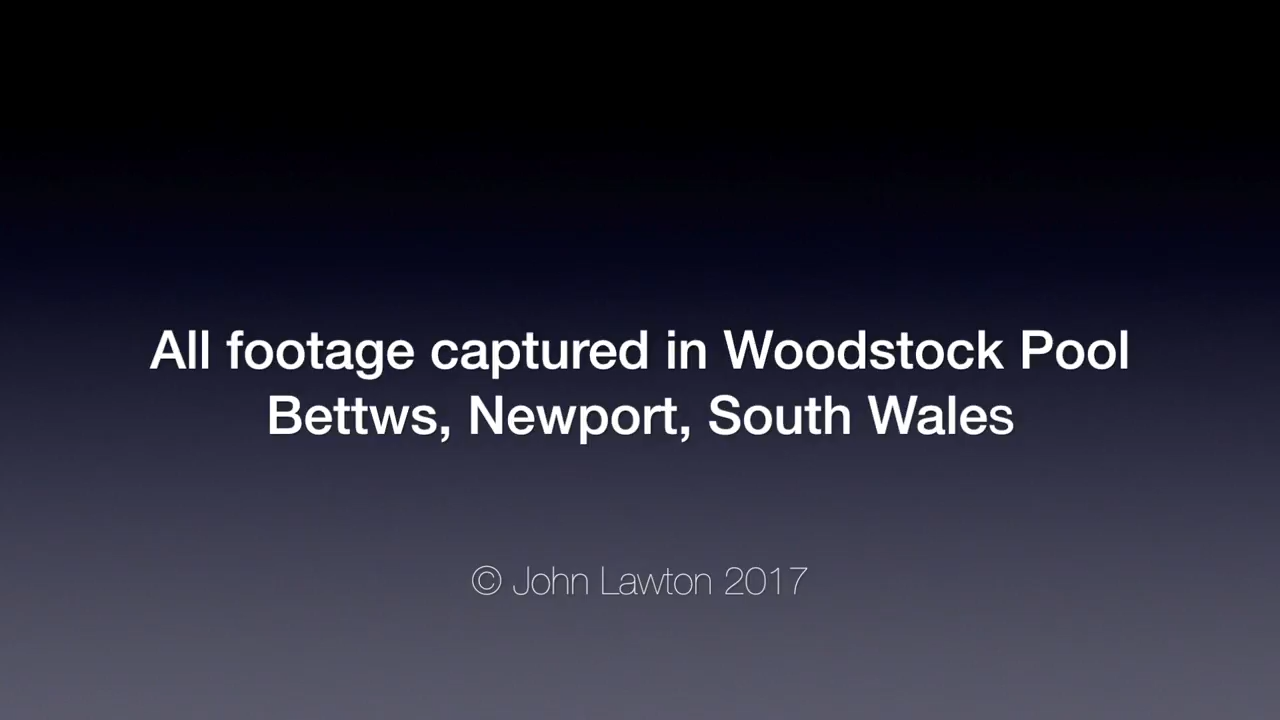 All footage captured in Woodstock Pool
Bettws, Newport, South Wales
© John Lawton 2017